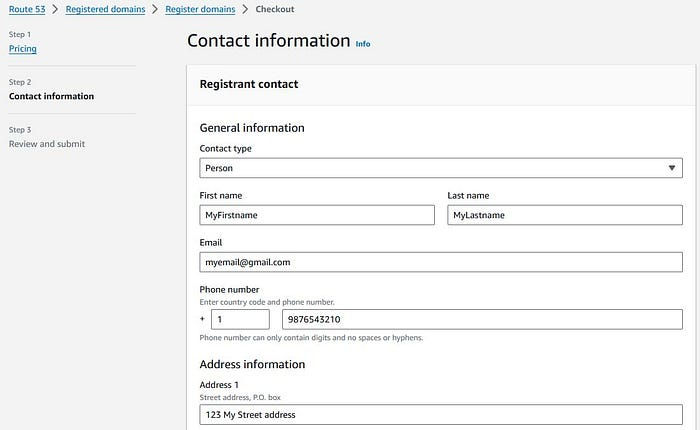 Route 53 > Registered domains > Register domains > Checkout
Step 1
Pricing
Step 2
Contact information
Step 3
Review and submit
Contact information Info
Registrant contact
General information
Contact type
Person
First name Last name
MyFirstname MyLastname
Email
myemail@gmail.com
Phone number
Enter country code and phone number.
+ 1 9876543210
Phone number can only contain digits and no spaces or hyphens.
Address information
Address 1
Street address, P.O. box
123 My Street address